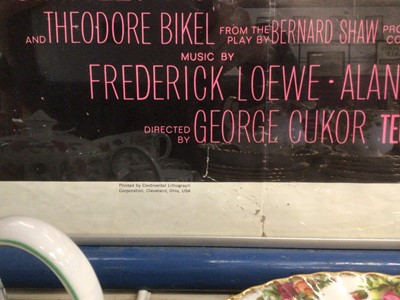 AND THEODORE BIKEL FROM THE PLAY BY BERNARD SHAW
MUSIC BY
FREDERICK LOEWE · ALAN
DIRECTED BY GEORGE CUKOR
Printed by Continental Lithograph
Corporation, Cleveland, Ohio, USA